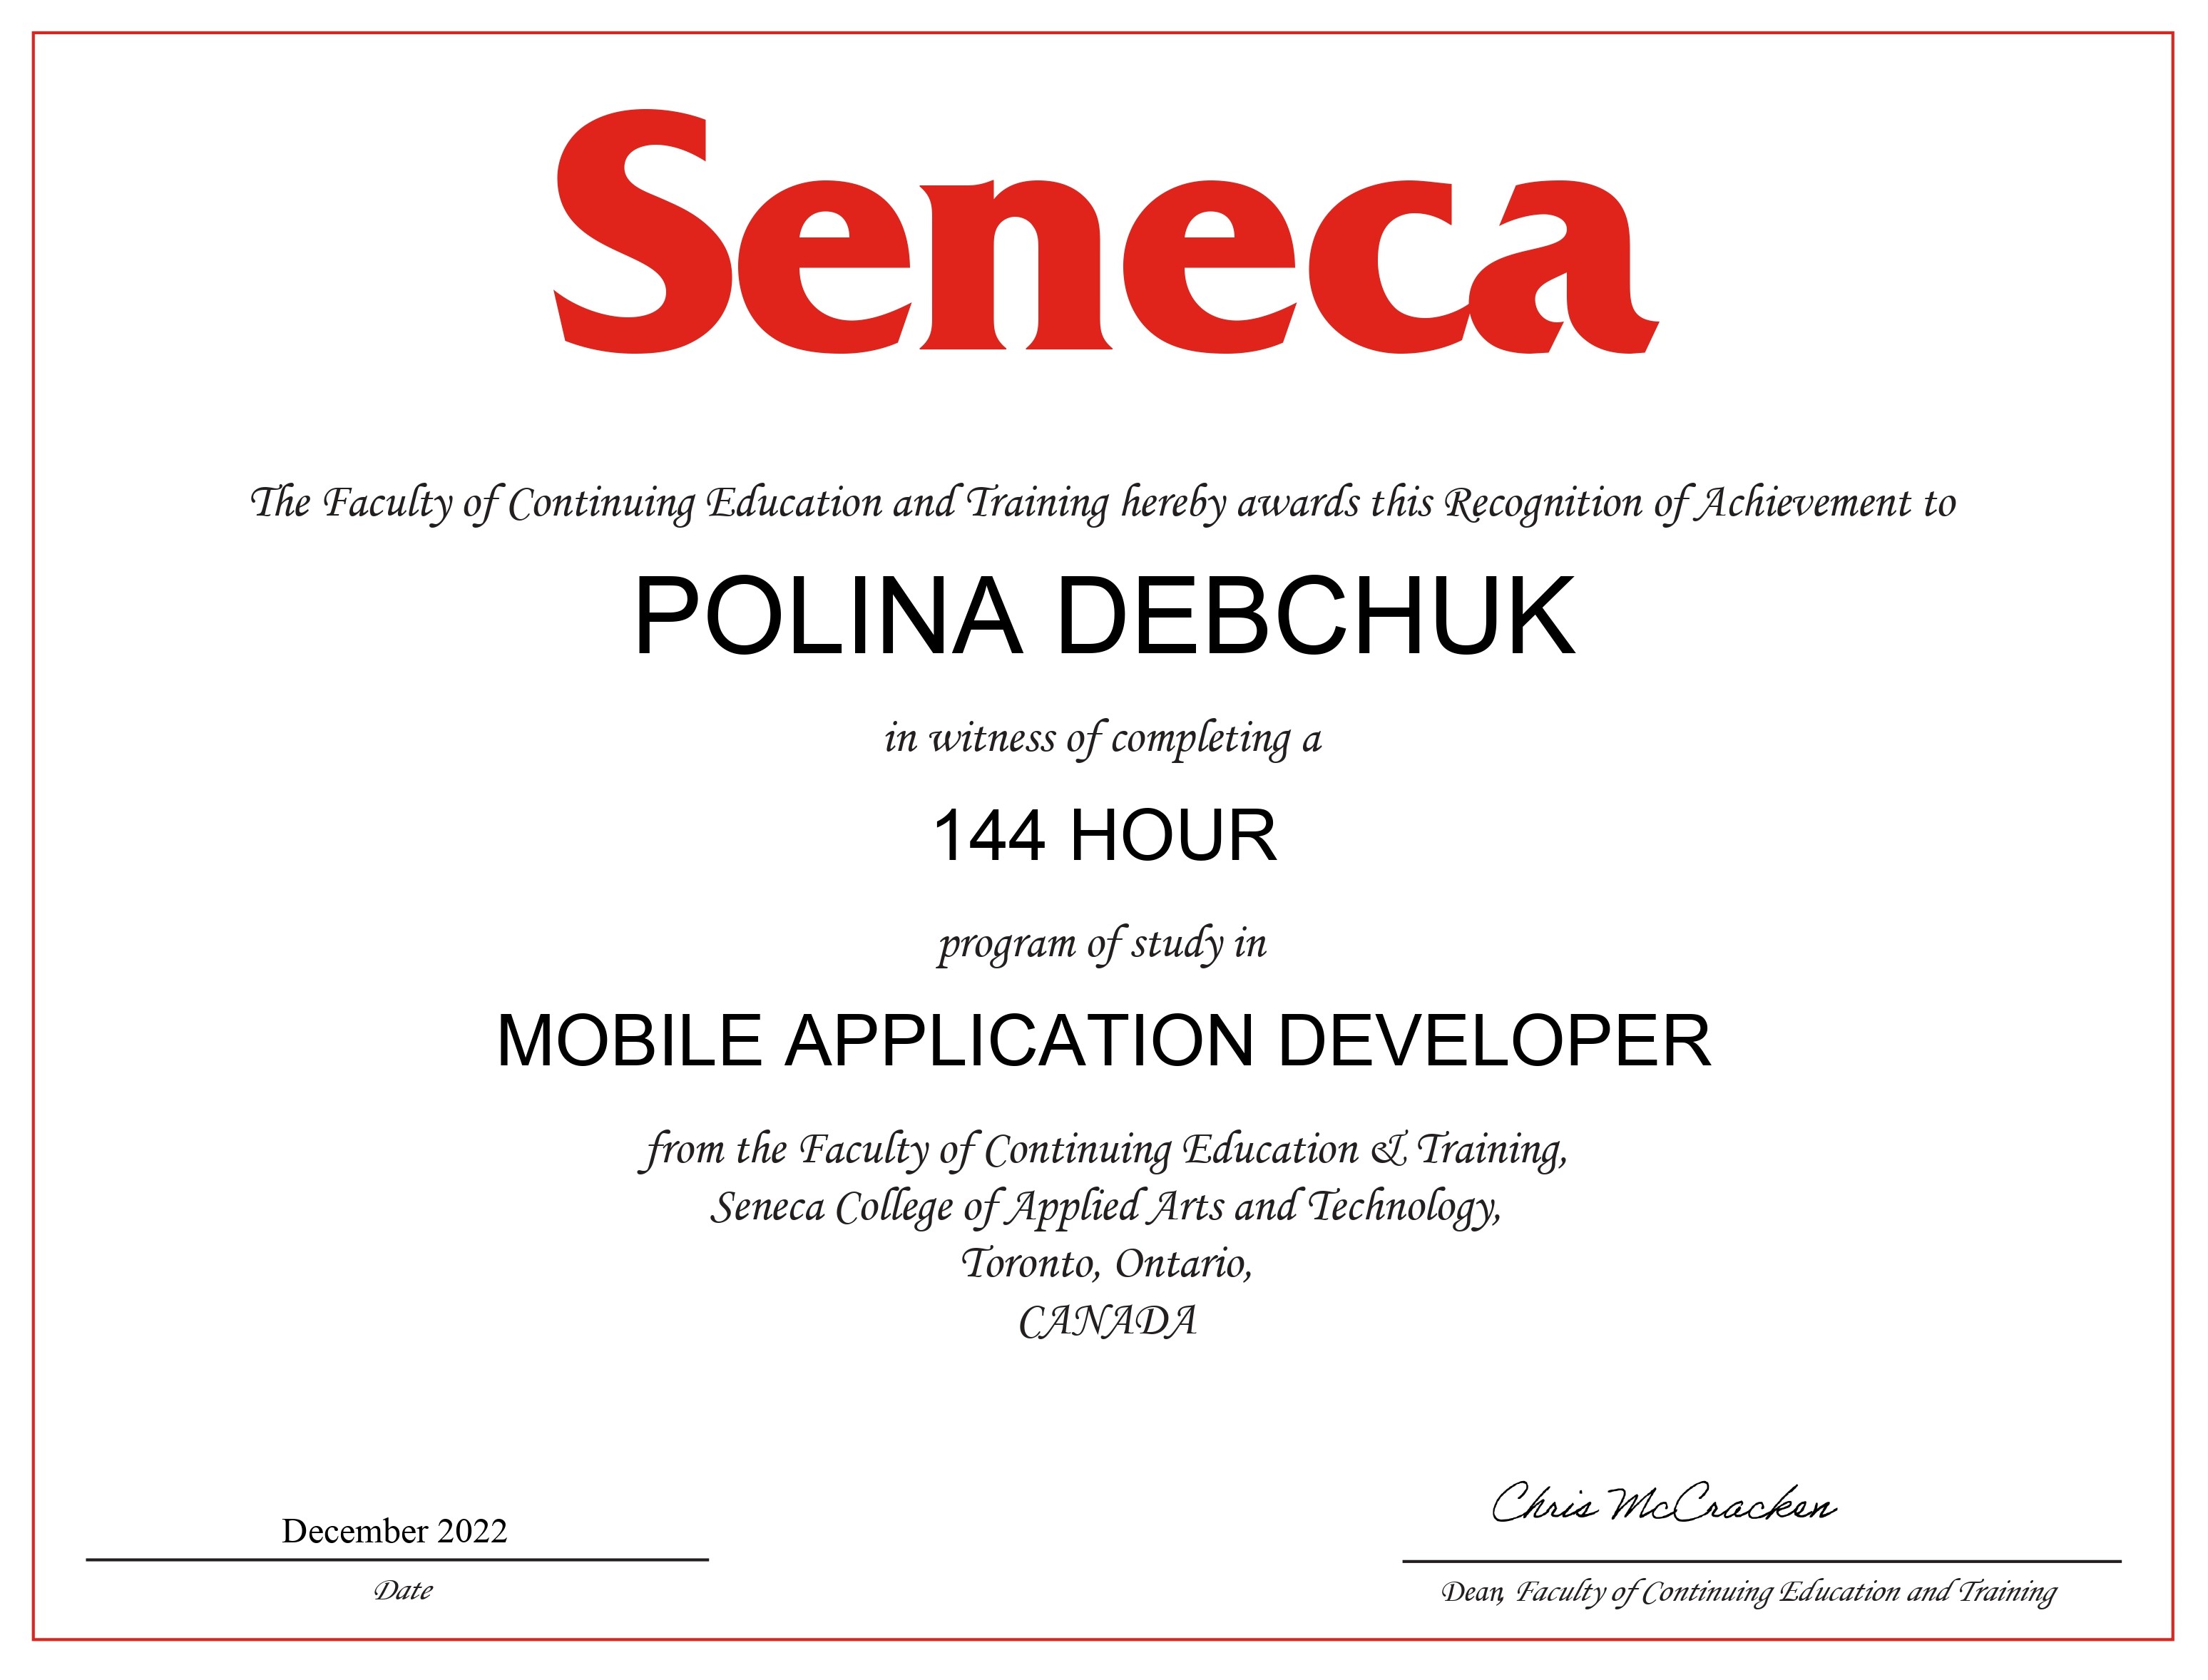 Seneca
The Faculty of Continuing Education and Training hereby awards this Recognition of Achievement to
POLINA DEBCHUK
in witness of completing a
144 HOUR
program of study in
MOBILE APPLICATION DEVELOPER
from the Faculty of Continuing Education & Training,
Seneca College of Applied Arts and Technology,
Toronto, Ontario,
CANADA
December 2022
Date
Chris McCracken
Dean, Faculty of Continuing Education and Training